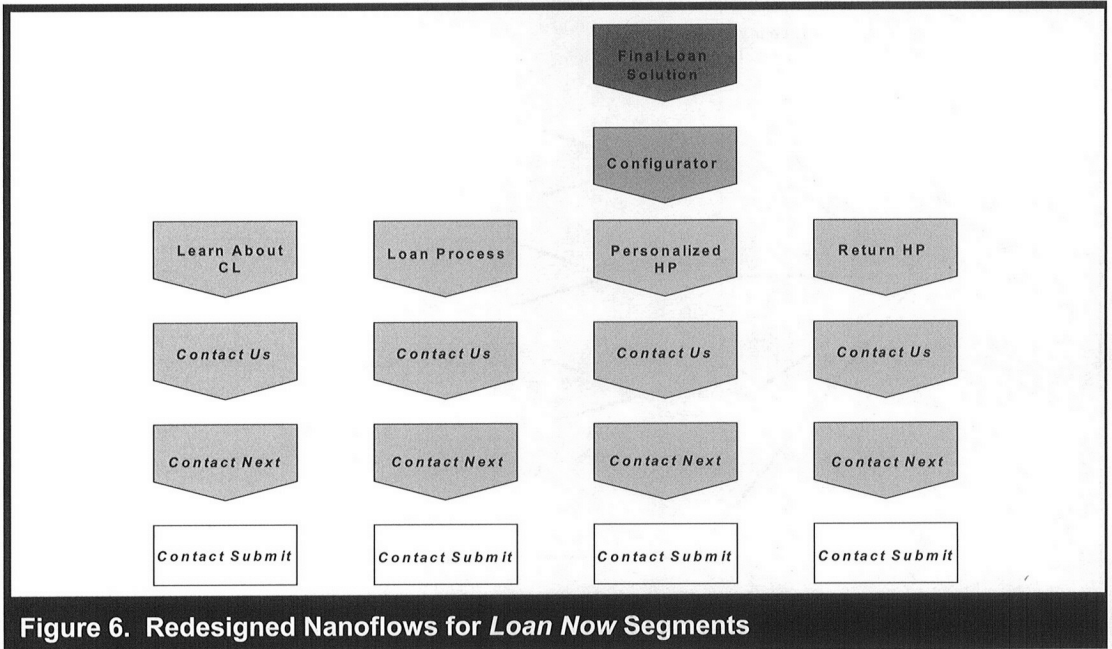 Final Loan
Solution
Configurator
Learn About
CL
Loan Process
Personalized
HP
Return HP
Contact Us
Contact Us
Contact Us
Contact Us
Contact Next
Contact Next
Contact Next
Contact Next
Contact Submit
Contact Submit
Contact Submit
Contact Submit
Figure 6. Redesigned Nanoflows for Loan Now Segments